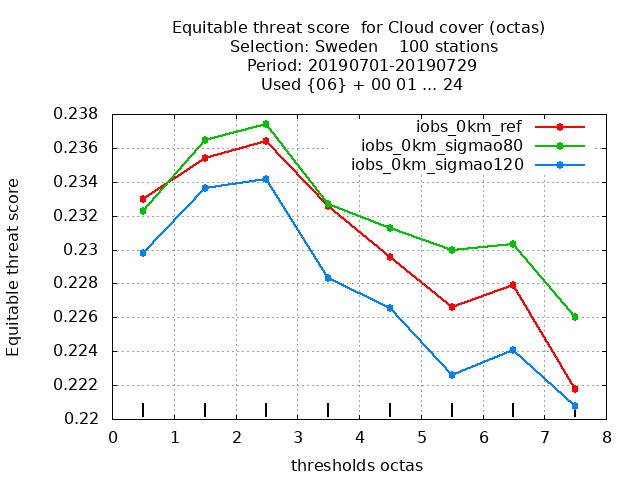 Equitable threat score  for Cloud cover (octas)
Selection: Sweden    100 stations
Period: 20190701-20190729
Used {06} + 00 01 ... 24
iobs_0km_ref
iobs_0km_sigmao80
iobs_0km_sigmao120
Equitable threat score
0.238
0.236
0.234
0.232
0.23
0.228
0.226
0.224
0.222
0.22
0 1 2 3 4 5 6 7 8
thresholds octas